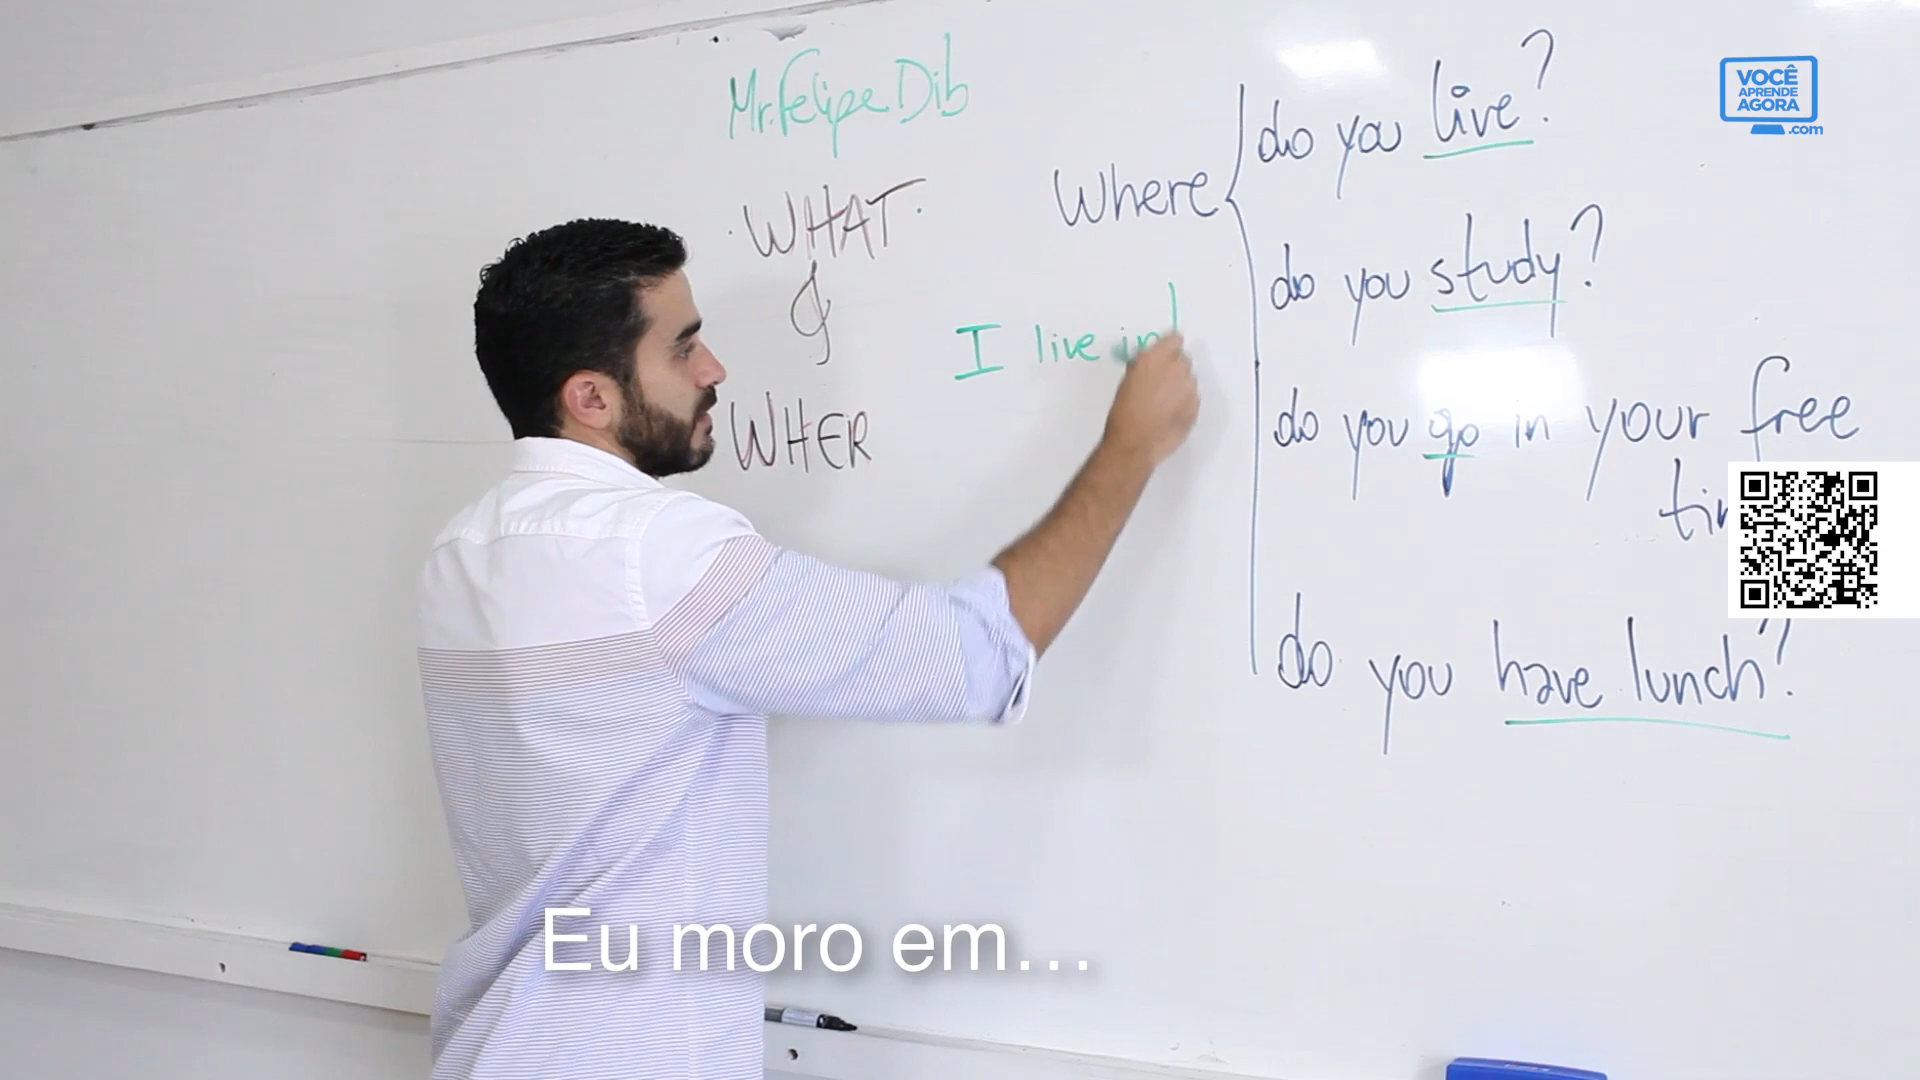 Mr. Felipe Dib
WHAT
&
WHER
Where
do you live?
do you study?
do you go in your free
do you have lunch?
I live in
VOCÊ
APRENDE
AGORA
.com
Eu moro em...